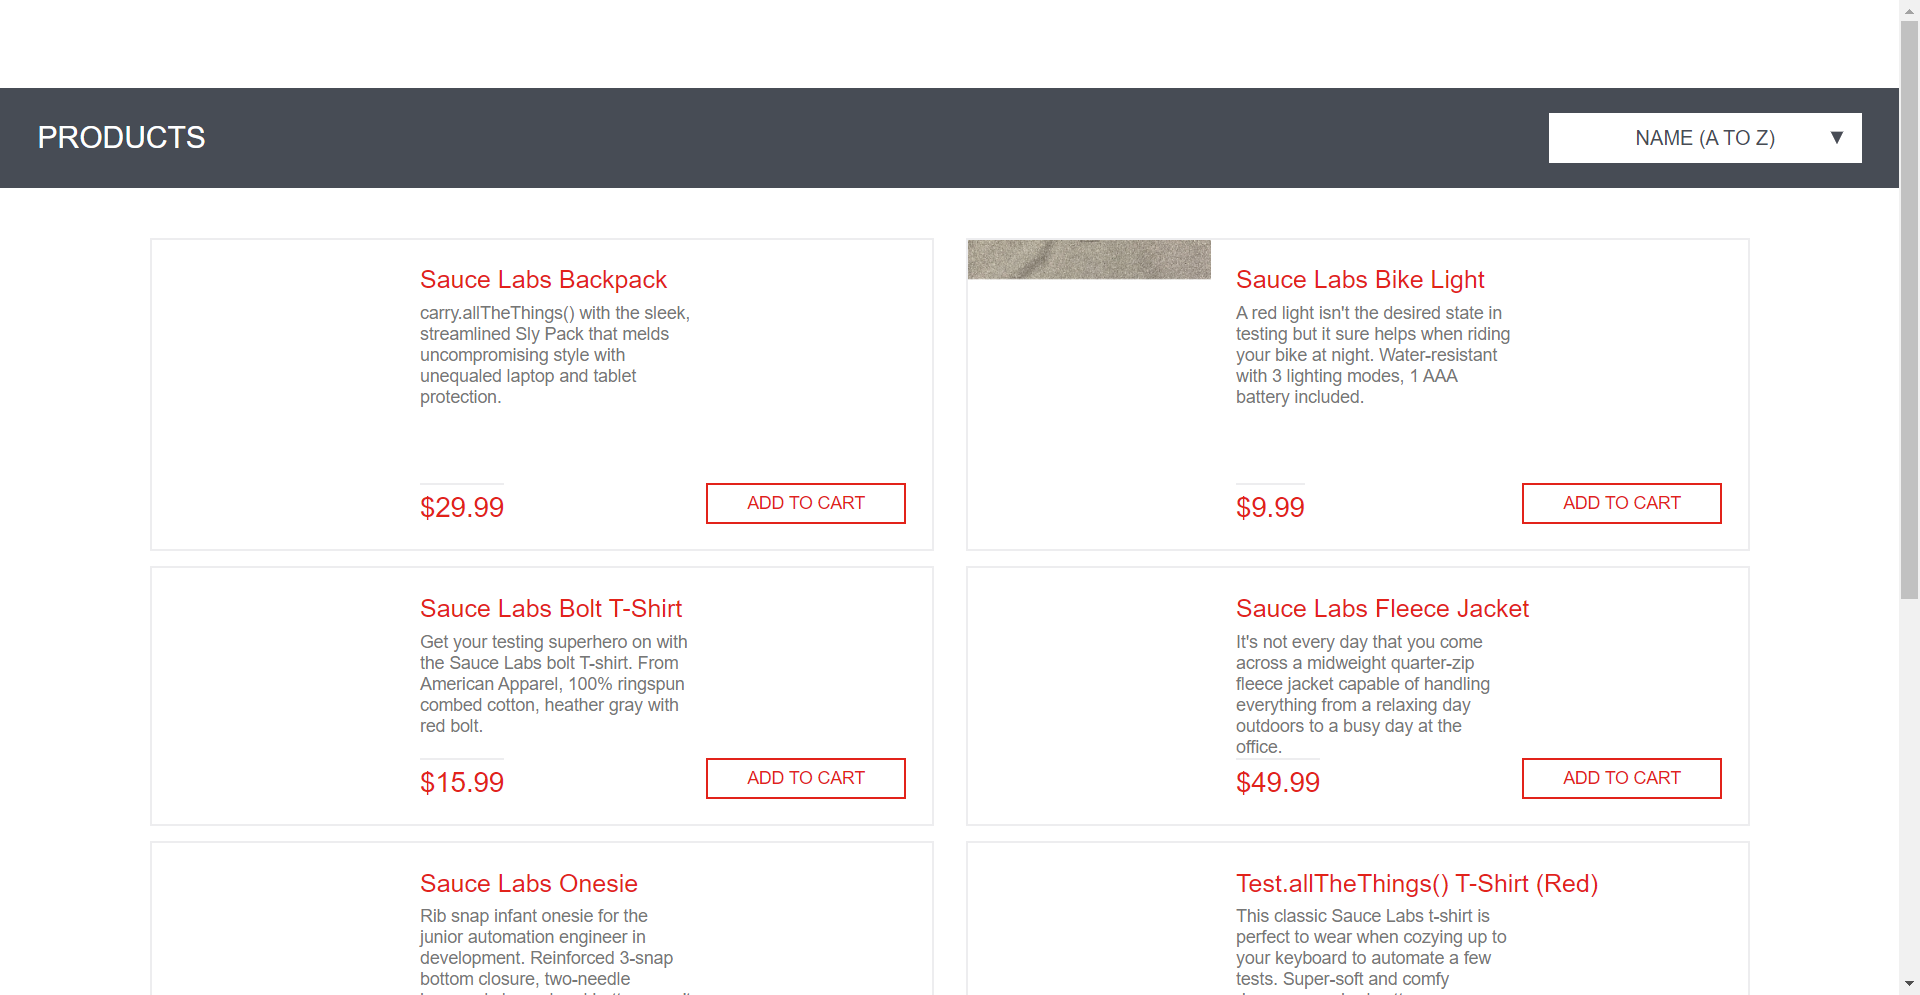 PRODUCTS
NAME (A TO Z)
Sauce Labs Backpack
carry.allTheThings() with the sleek,
streamlined Sly Pack that melds
uncompromising style with
unequaled laptop and tablet
protection.
$29.99
ADD TO CART
Sauce Labs Bike Light
A red light isn't the desired state in
testing but it sure helps when riding
your bike at night. Water-resistant
with 3 lighting modes, 1 AAA
battery included.
$9.99
ADD TO CART
Sauce Labs Bolt T-Shirt
Get your testing superhero on with
the Sauce Labs bolt T-shirt. From
American Apparel, 100% ringspun
combed cotton, heather gray with
red bolt.
$15.99
ADD TO CART
Sauce Labs Fleece Jacket
It's not every day that you come
across a midweight quarter-zip
fleece jacket capable of handling
everything from a relaxing day
outdoors to a busy day at the
office.
$49.99
ADD TO CART
Sauce Labs Onesie
Rib snap infant onesie for the
junior automation engineer in
development. Reinforced 3-snap
bottom closure, two-needle
Test.allTheThings() T-Shirt (Red)
This classic Sauce Labs t-shirt is
perfect to wear when cozying up to
your keyboard to automate a few
tests. Super-soft and comfy